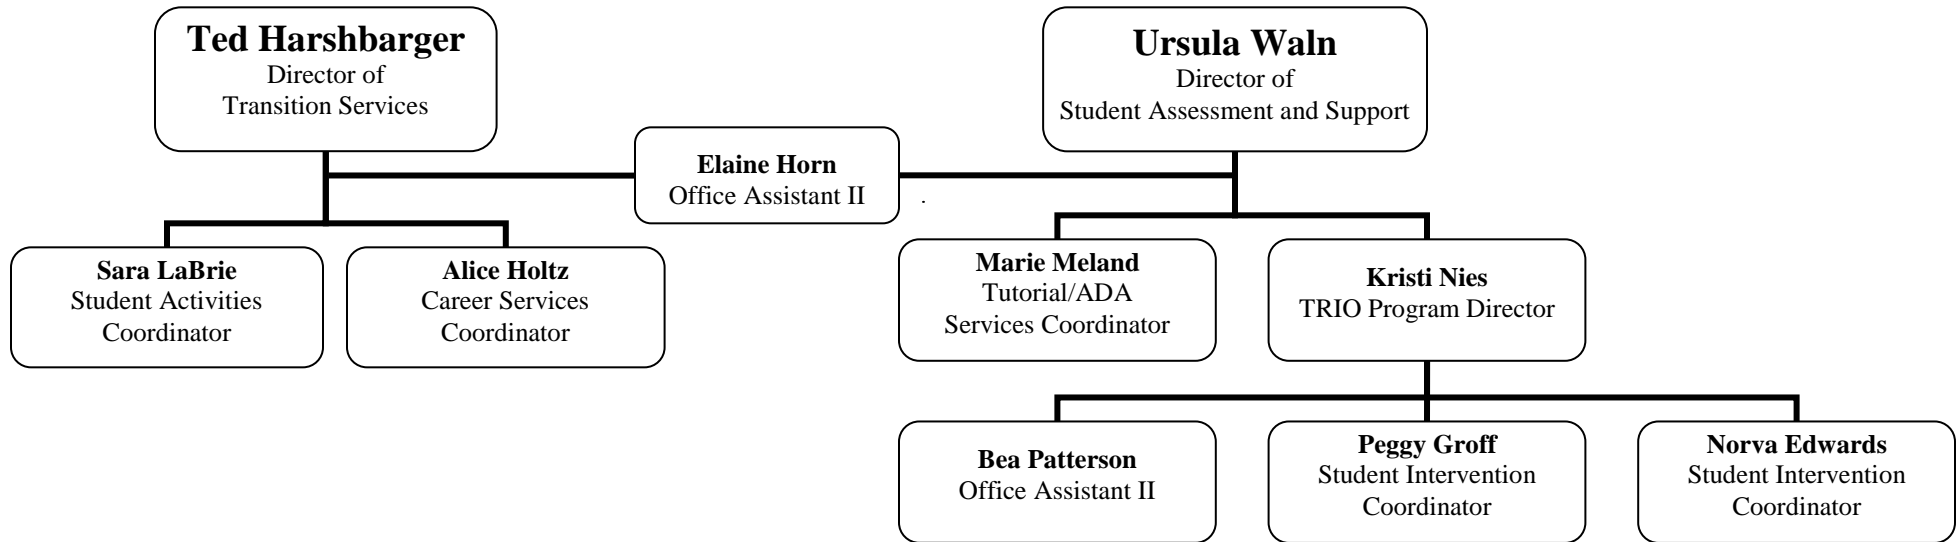 Ted Harshbarger
Director of
Transition Services
Ursula Waln
Director of
Student Assessment and Support
Elaine Horn
Office Assistant II
.
Sara LaBrie
Student Activities
Coordinator
Alice Holtz
Career Services
Coordinator
Marie Meland
Tutorial/ADA
Services Coordinator
Kristi Nies
TRIO Program Director
Bea Patterson
Office Assistant II
Peggy Groff
Student Intervention
Coordinator
Norva Edwards
Student Intervention
Coordinator